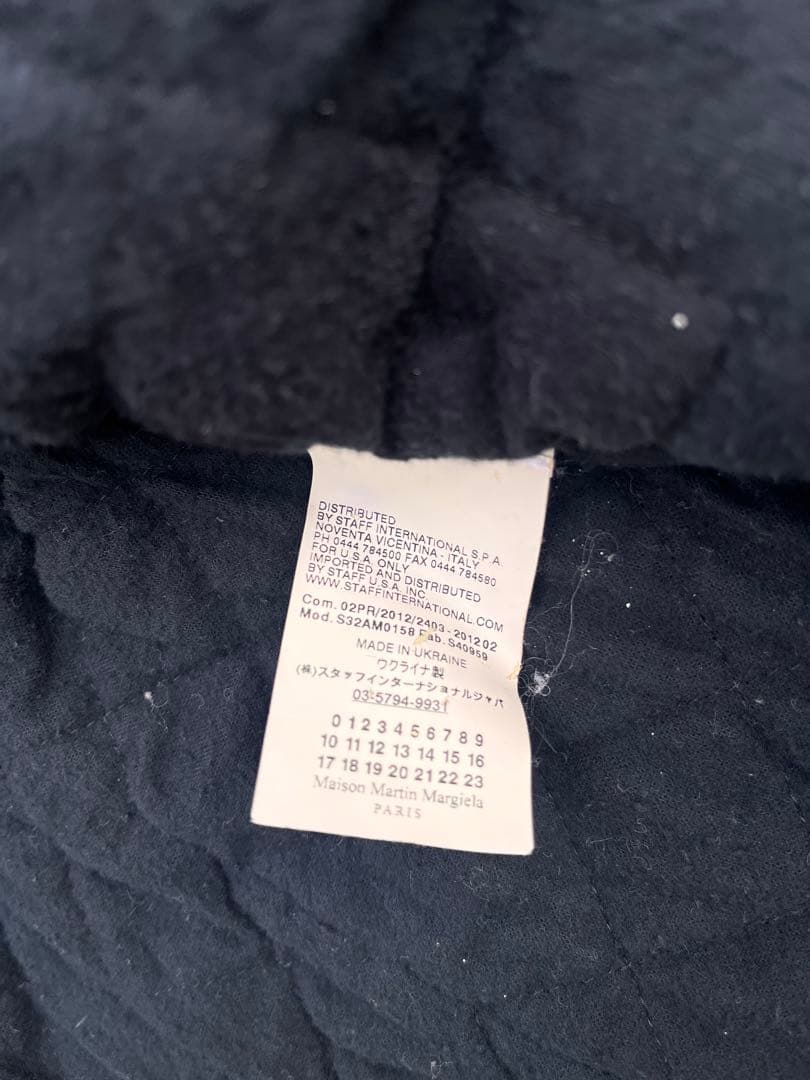 DISTRIBUTED
BY STAFF INTERNATIONAL S.P.A.
NOVENTA VICENTINA - ITALY
PH 0444 784500 FAX 0444 784580
FOR U.S.A. ONLY
IMPORTED AND DISTRIBUTED
BY STAFF U.S.A. INC.
WWW.STAFFINTERNATIONAL.COM
Com. 02PR/2012/2403 - 201202
Mod. S32AM0158 Fab. S40959
MADE IN UKRAINE
ウクライナ製
(株)スタッフインターナショナルジャパ
03-5794-9931
0 1 2 3 4 5 6 7 8 9
10 11 12 13 14 15 16
17 18 19 20 21 22 23
Maison Martin Margiela
PARIS